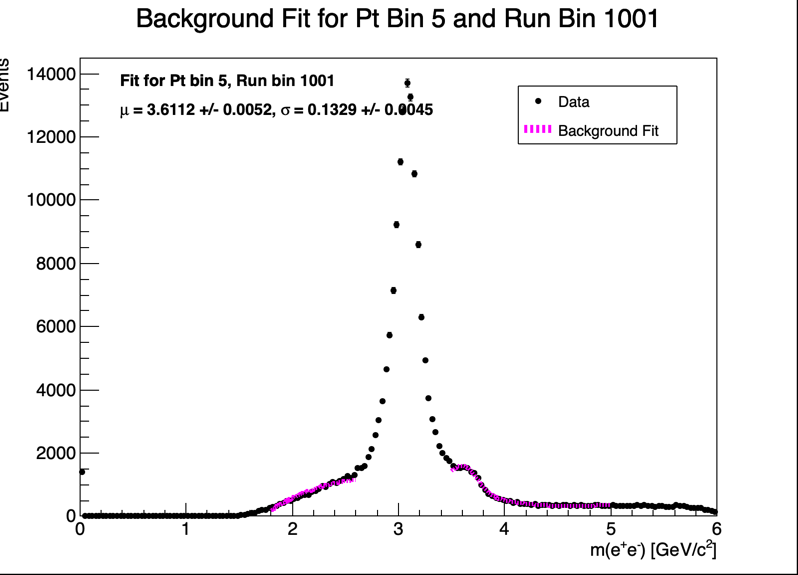 Background Fit for Pt Bin 5 and Run Bin 1001
Events
14000
12000
10000
8000
6000
4000
2000
0
Fit for Pt bin 5, Run bin 1001
μ = 3.6112 +/- 0.0052, σ = 0.1329 +/- 0.0045
Data
Background Fit
0 1 2 3 4 5 6
m(e⁺e⁻) [GeV/c²]